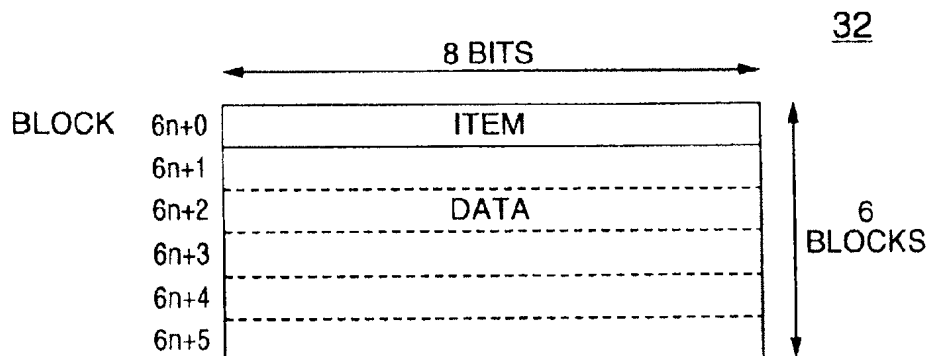 32
8 BITS
BLOCK 6n+0 ITEM
6n+1
6n+2 DATA
6n+3
6n+4
6n+5
6
BLOCKS